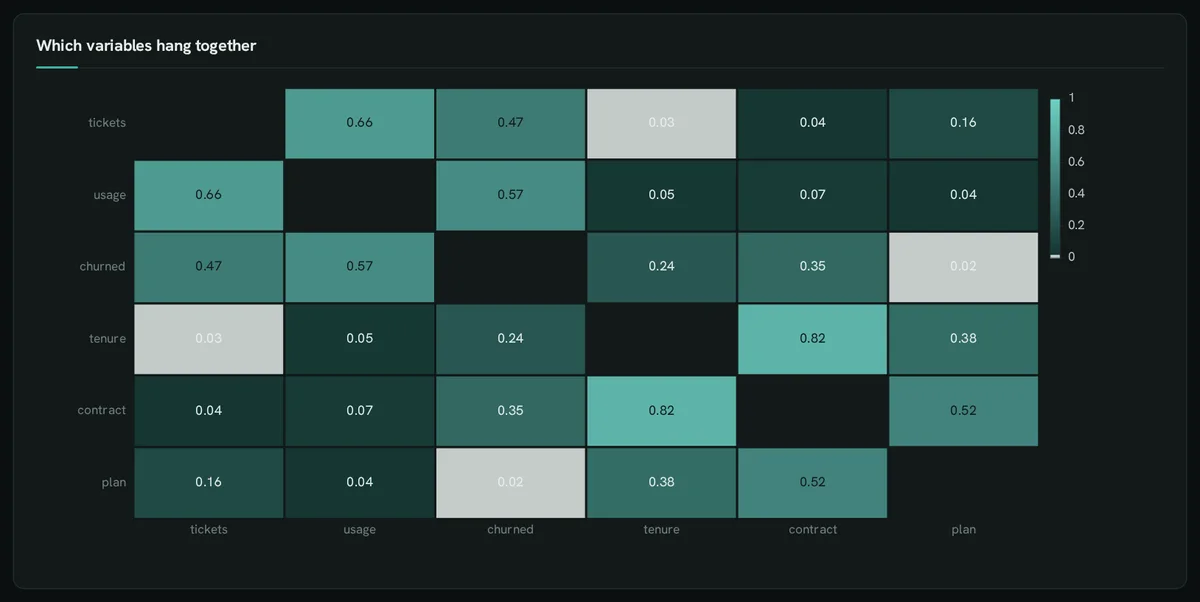 Which variables hang together
tickets 0.66 0.47 0.03 0.04 0.16
usage 0.66 0.57 0.05 0.07 0.04
churned 0.47 0.57 0.24 0.35 0.02
tenure 0.03 0.05 0.24 0.82 0.38
contract 0.04 0.07 0.35 0.82 0.52
plan 0.16 0.04 0.02 0.38 0.52
tickets usage churned tenure contract plan
1
0.8
0.6
0.4
0.2
0